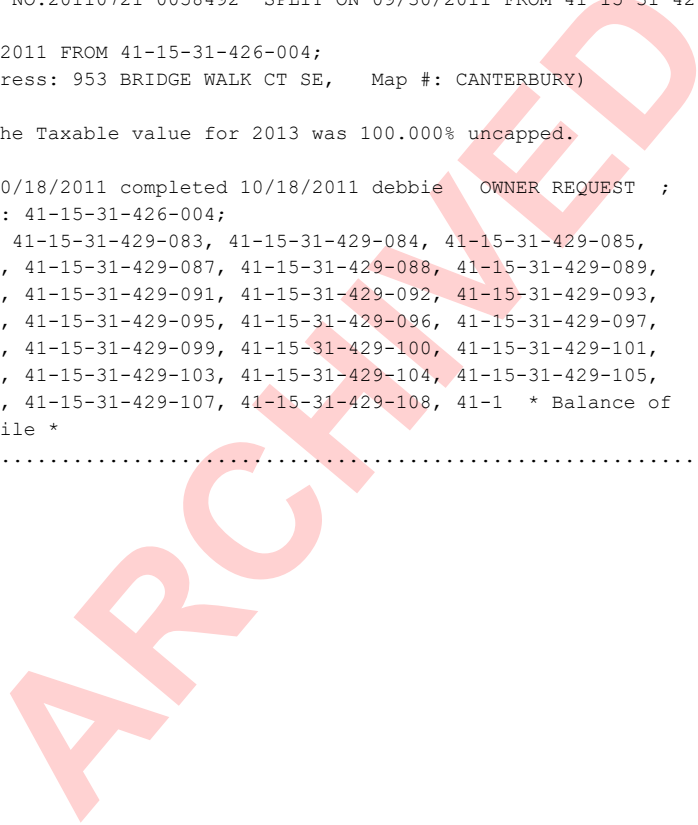 NO.20110721 0058492 SPLIT ON 09/30/2011 FROM 41-15-31-42
2011 FROM 41-15-31-426-004;
ress: 953 BRIDGE WALK CT SE, Map #: CANTERBURY)
he Taxable value for 2013 was 100.000% uncapped.
0/18/2011 completed 10/18/2011 debbie OWNER REQUEST ;
: 41-15-31-426-004;
41-15-31-429-083, 41-15-31-429-084, 41-15-31-429-085,
, 41-15-31-429-087, 41-15-31-429-088, 41-15-31-429-089,
, 41-15-31-429-091, 41-15-31-429-092, 41-15-31-429-093,
, 41-15-31-429-095, 41-15-31-429-096, 41-15-31-429-097,
, 41-15-31-429-099, 41-15-31-429-100, 41-15-31-429-101,
, 41-15-31-429-103, 41-15-31-429-104, 41-15-31-429-105,
, 41-15-31-429-107, 41-15-31-429-108, 41-1 * Balance of
ile *
.........................................................
ARCHIVED